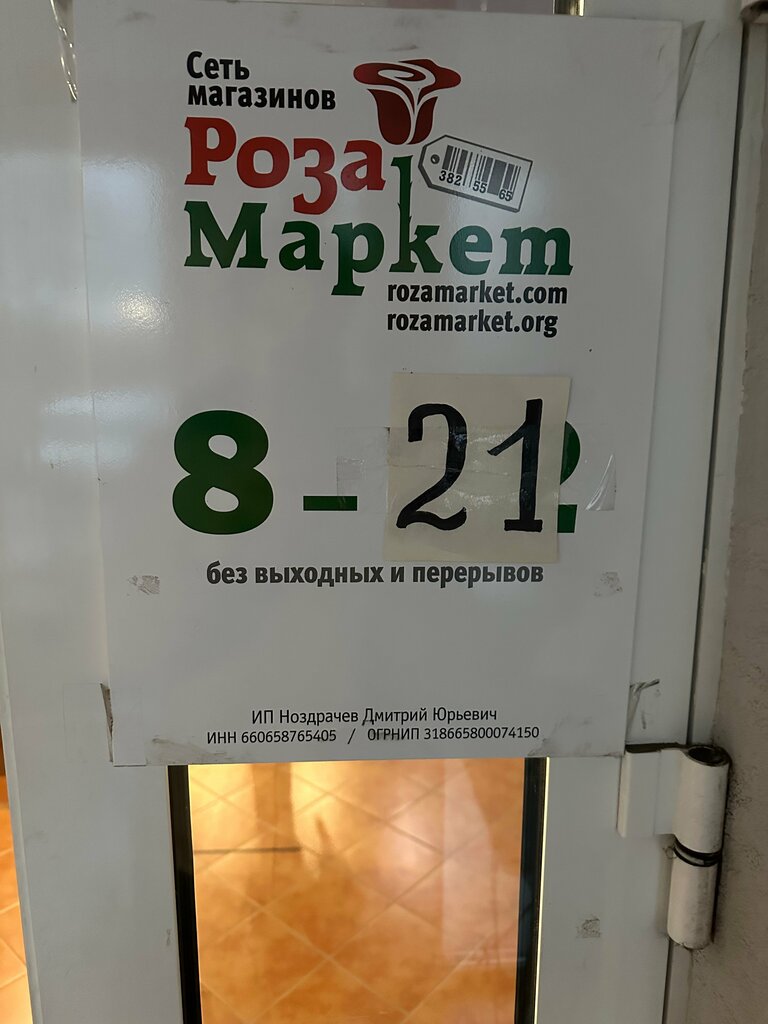 Сеть
магазинов
Роза
382 55 65
Маркет
rozamarket.com
rozamarket.org
8 - 21
без выходных и перерывов
ИП Ноздрачев Дмитрий Юрьевич
ИНН 660658765405 / ОГРНИП 318665800074150